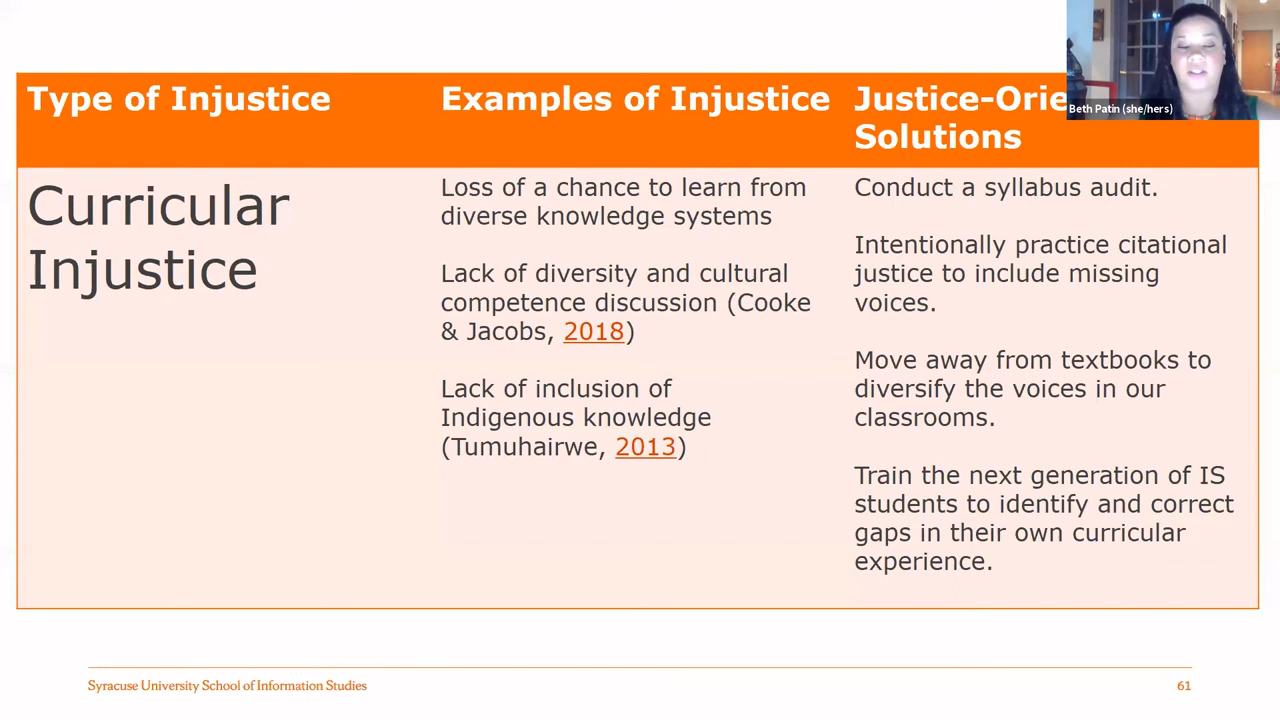 Type of Injustice
Examples of Injustice
Justice-Orie
Solutions
Beth Patin (she/hers)
Curricular
Injustice
Loss of a chance to learn from
diverse knowledge systems
Lack of diversity and cultural
competence discussion (Cooke
& Jacobs, 2018)
Lack of inclusion of
Indigenous knowledge
(Tumuhairwe, 2013)
Conduct a syllabus audit.
Intentionally practice citational
justice to include missing
voices.
Move away from textbooks to
diversify the voices in our
classrooms.
Train the next generation of IS
students to identify and correct
gaps in their own curricular
experience.
Syracuse University School of Information Studies
61